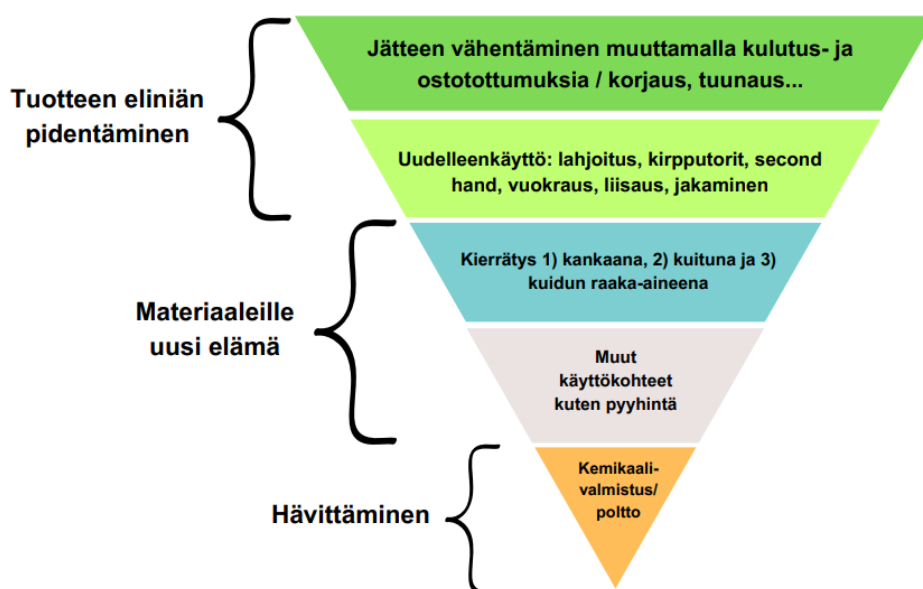 Jätteen vähentäminen muuttamalla kulutus- ja
ostotottumuksia / korjaus, tuunaus...
Tuotteen eliniän
pidentäminen
Uudelleenkäyttö: lahjoitus, kirpputorit, second
hand, vuokraus, liisaus, jakaminen
Kierrätys 1) kankaana, 2) kuituna ja 3)
kuidun raaka-aineena
Materiaaleille
uusi elämä
Muut
käyttökohteet
kuten pyyhintä
Kemikaali-
valmistus/
poltto
Hävittäminen